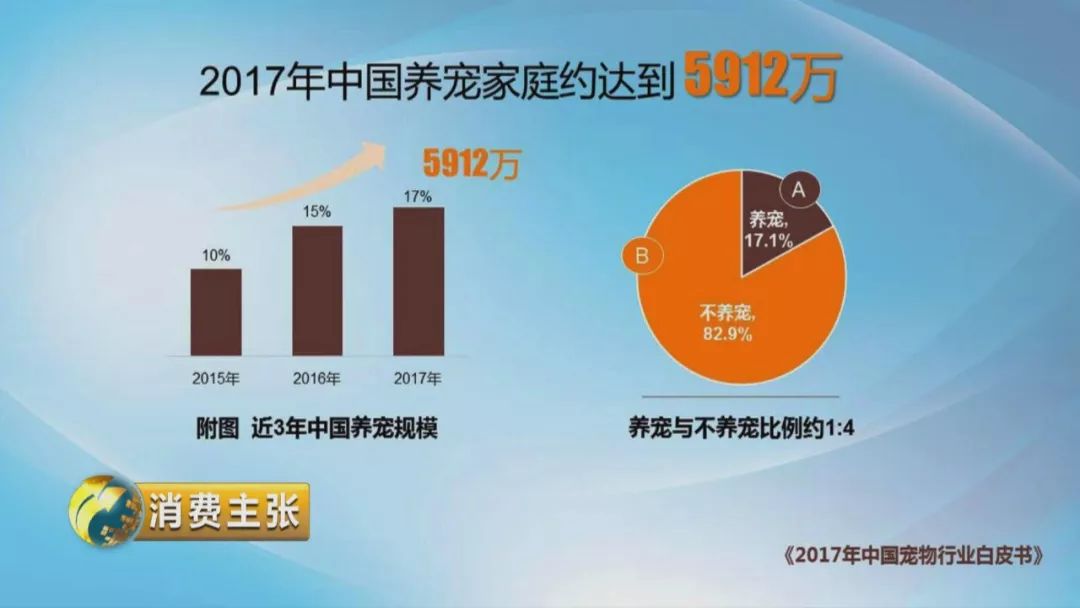 2017年中国养宠家庭约达到 5912万
5912万
10%
15%
17%
2015年
2016年
2017年
附图 近3年中国养宠规模
A
养宠,
17.1%
B
不养宠,
82.9%
养宠与不养宠比例约1:4
消费主张
《2017年中国宠物行业白皮书》